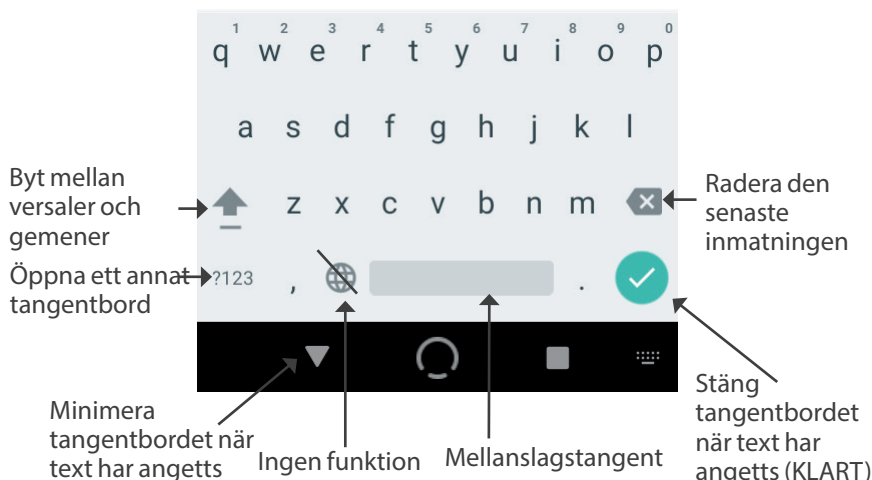 1 2 3 4 5 6 7 8 9 0
q w e r t y u i o p
a s d f g h j k l
Byt mellan
versaler och
gemener
z x c v b n m
Radera den
senaste
inmatningen
Öppna ett annat
tangentbord
?123 , .
Minimera
tangentbordet när
text har angetts
Ingen funktion
Mellanslagstangent
Stäng
tangentbordet
när text har
angetts (KLART)